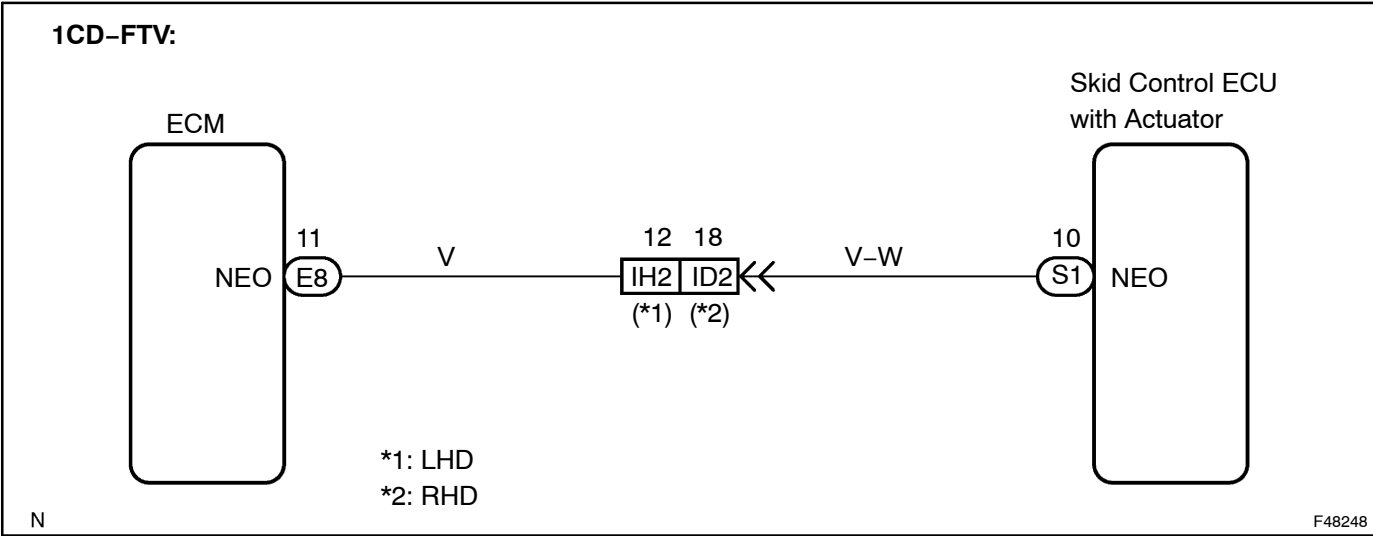 1CD−FTV:
Skid Control ECU
with Actuator
ECM
11
12 18
10
V
V−W
NEO
E8
IH2
ID2
S1
NEO
(*1) (*2)
*1: LHD
*2: RHD
N
F48248